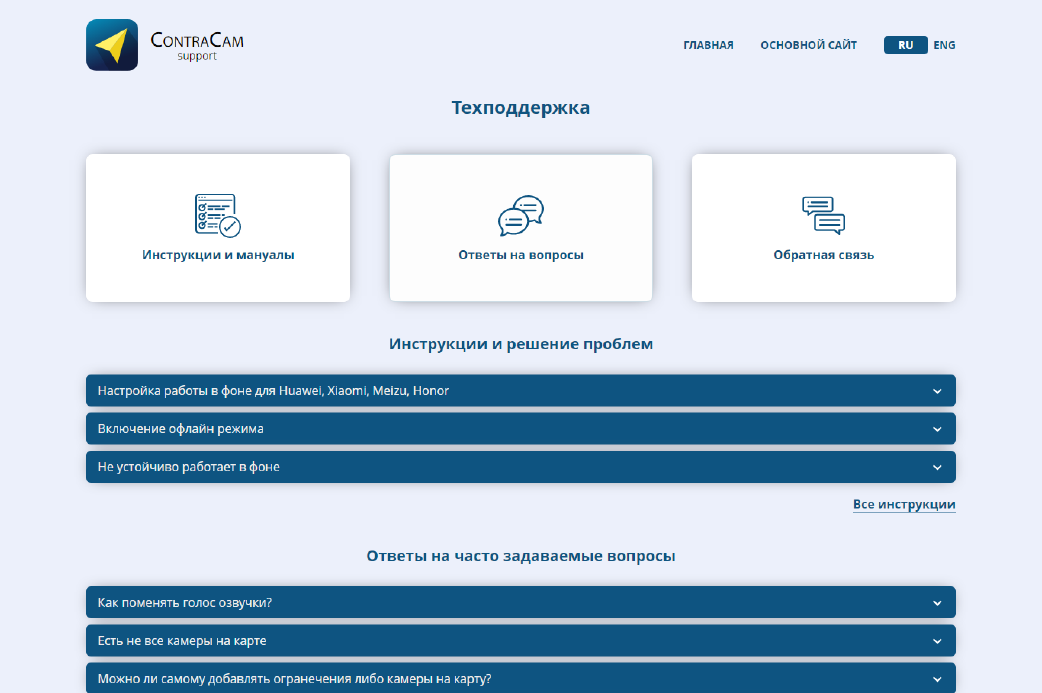 ContraCam
support
ГЛАВНАЯ ОСНОВНОЙ САЙТ RU ENG
Техподдержка
Инструкции и мануалы
Ответы на вопросы
Обратная связь
Инструкции и решение проблем
Настройка работы в фоне для Huawei, Xiaomi, Meizu, Honor
Включение офлайн режима
Не устойчиво работает в фоне
Все инструкции
Ответы на часто задаваемые вопросы
Как поменять голос озвучки?
Есть не все камеры на карте
Можно ли самому добавлять огранечения либо камеры на карту?